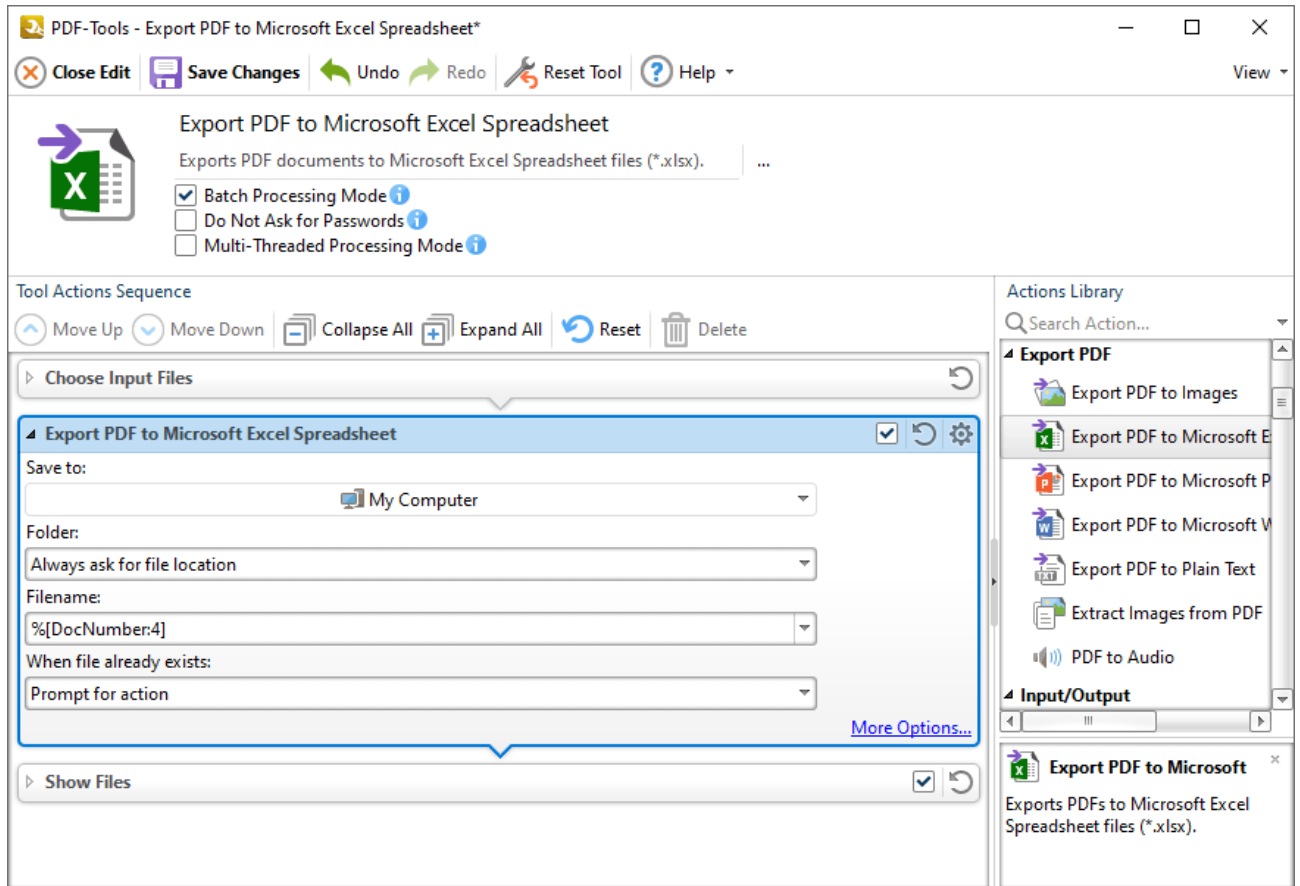 PDF-Tools - Export PDF to Microsoft Excel Spreadsheet*
Close Edit Save Changes Undo Redo Reset Tool Help View
Export PDF to Microsoft Excel Spreadsheet
Exports PDF documents to Microsoft Excel Spreadsheet files (*.xlsx). ...
Batch Processing Mode
Do Not Ask for Passwords
Multi-Threaded Processing Mode
Tool Actions Sequence
Move Up Move Down Collapse All Expand All Reset Delete
Choose Input Files
Export PDF to Microsoft Excel Spreadsheet
Save to:
My Computer
Folder:
Always ask for file location
Filename:
%[DocNumber:4]
When file already exists:
Prompt for action
More Options...
Show Files
Actions Library
Search Action...
Export PDF
Export PDF to Images
Export PDF to Microsoft E
Export PDF to Microsoft P
Export PDF to Microsoft W
Export PDF to Plain Text
Extract Images from PDF
PDF to Audio
Input/Output
Export PDF to Microsoft
Exports PDFs to Microsoft Excel
Spreadsheet files (*.xlsx).